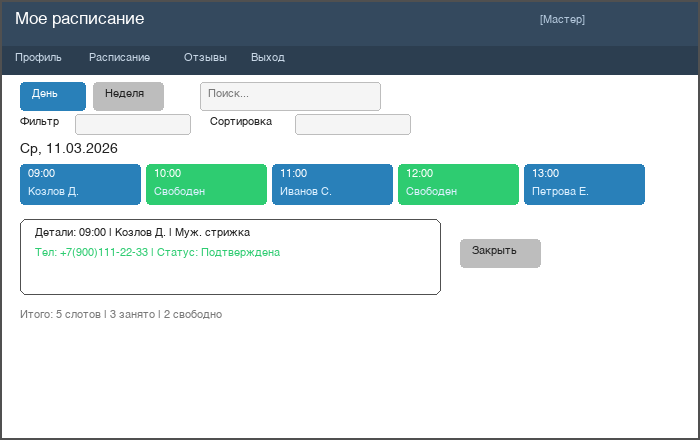 Мое расписание
[Мастер]
Профиль Расписание Отзывы Выход
День Неделя Поиск...
Фильтр Сортировка
Ср, 11.03.2026
09:00 10:00 11:00 12:00 13:00
Козлов Д. Свободен Иванов С. Свободен Петрова Е.
Детали: 09:00 | Козлов Д. | Муж. стрижка
Тел: +7(900)111-22-33 | Статус: Подтверждена
Закрыть
Итого: 5 слотов | 3 занято | 2 свободно